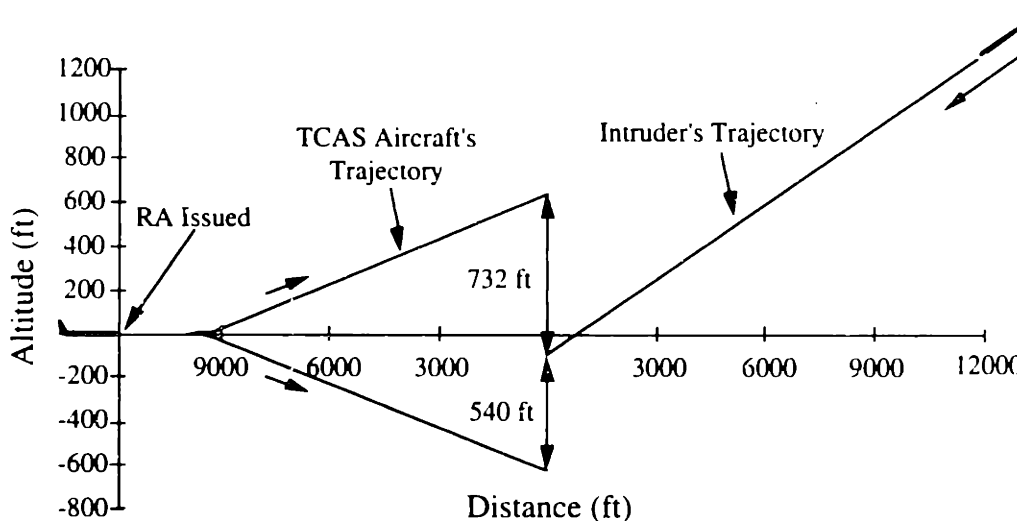 1200
1000
800
600
400
200
-200
-400
-600
-800
Altitude (ft)
RA Issued
TCAS Aircraft's
Trajectory
Intruder's Trajectory
732 ft
540 ft
9000 6000 3000 3000 6000 9000 12000
Distance (ft)